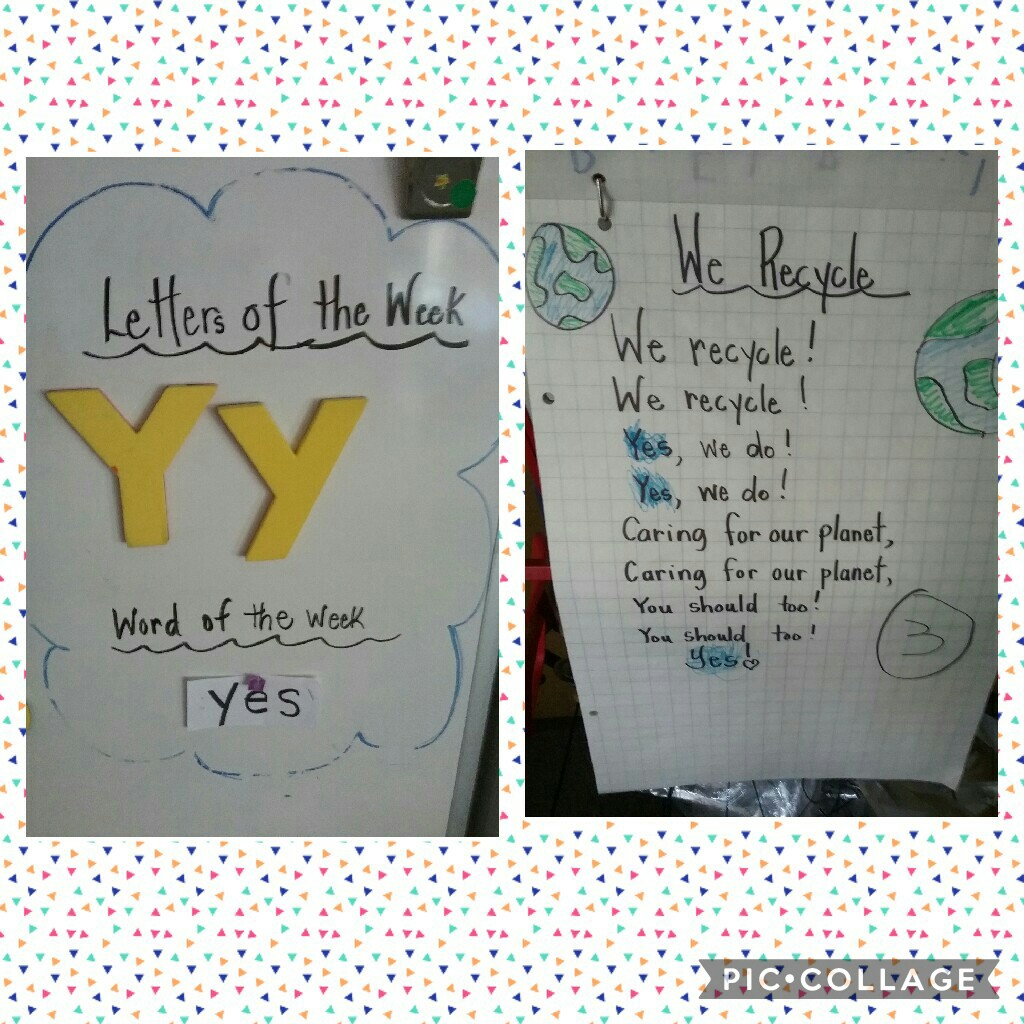 Letters of the Week
Yy
Word of the Week
yes
We Recycle
We recycle!
We recycle!
Yes, we do!
Yes, we do!
Caring for our planet,
Caring for our planet,
You should too!
You should too!
Yes!
3
PIC•COLLAGE